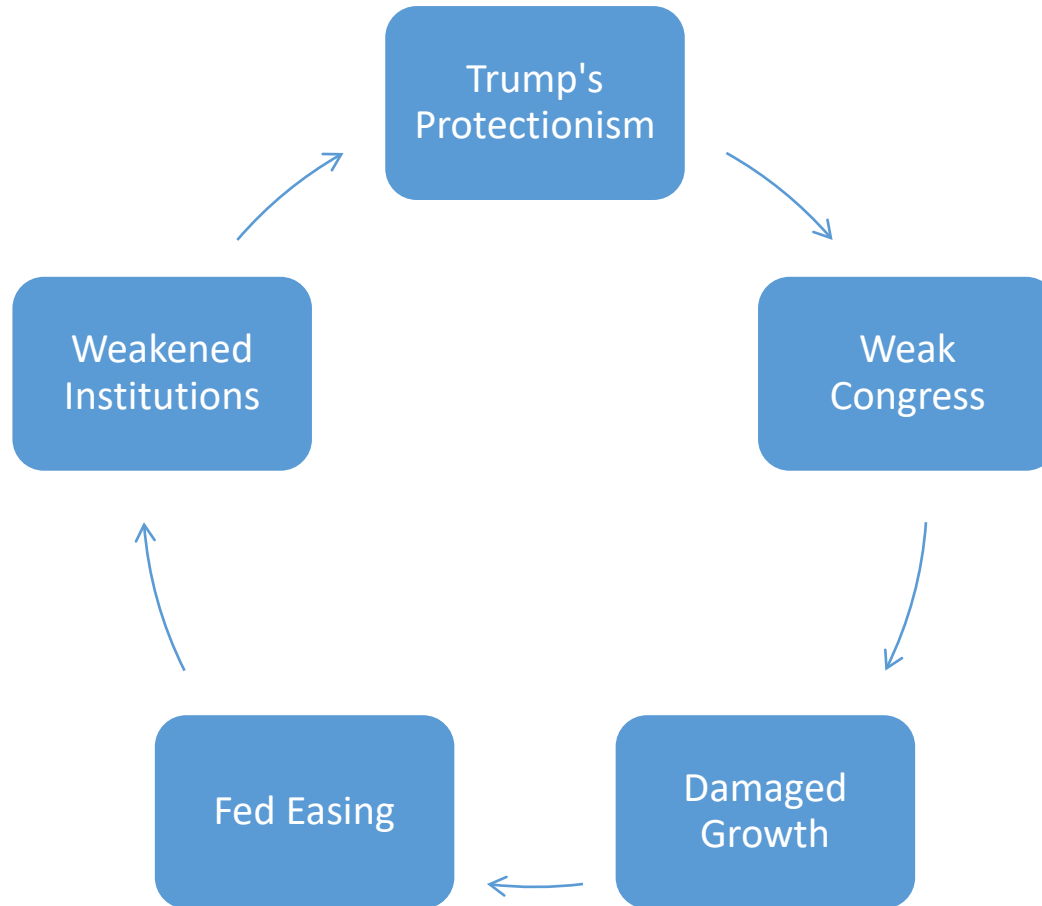 Trump's
Protectionism
Weak
Congress
Damaged
Growth
Fed Easing
Weakened
Institutions